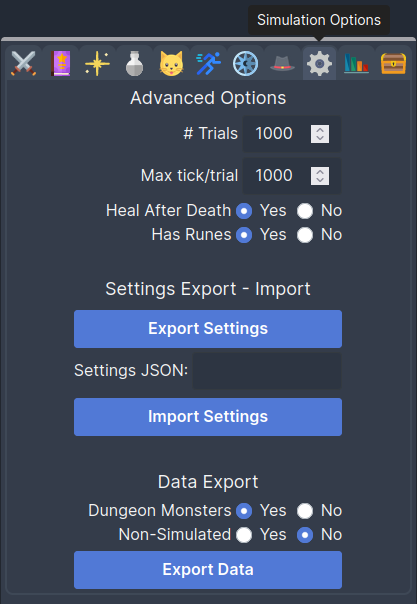 Simulation Options
Advanced Options
# Trials 1000
Max tick/trial 1000
Heal After Death Yes No
Has Runes Yes No
Settings Export - Import
Export Settings
Settings JSON:
Import Settings
Data Export
Dungeon Monsters Yes No
Non-Simulated Yes No
Export Data